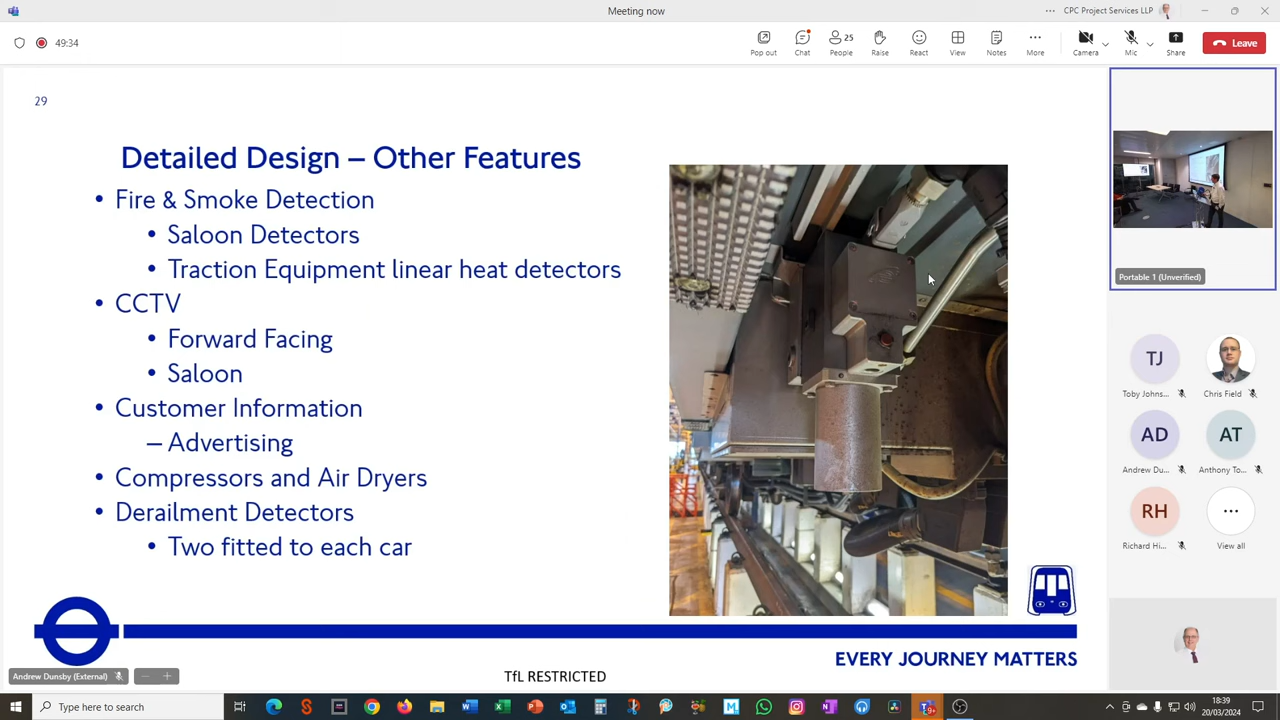 Meeting now
CPC Project Services LLP
49:34
Pop out
Chat
25
People
Raise
React
View
Notes
More
Camera
Mic
Share
Leave
29
Detailed Design – Other Features
• Fire & Smoke Detection
• Saloon Detectors
• Traction Equipment linear heat detectors
• CCTV
• Forward Facing
• Saloon
• Customer Information
– Advertising
• Compressors and Air Dryers
• Derailment Detectors
• Two fitted to each car
EVERY JOURNEY MATTERS
TfL RESTRICTED
Andrew Dunsby (External)
Portable 1 (Unverified)
TJ
Toby Johns...
Chris Field
AD
Andrew Du...
AT
Anthony To...
RH
Richard Hi...
View all
Type here to search
18:39
20/03/2024